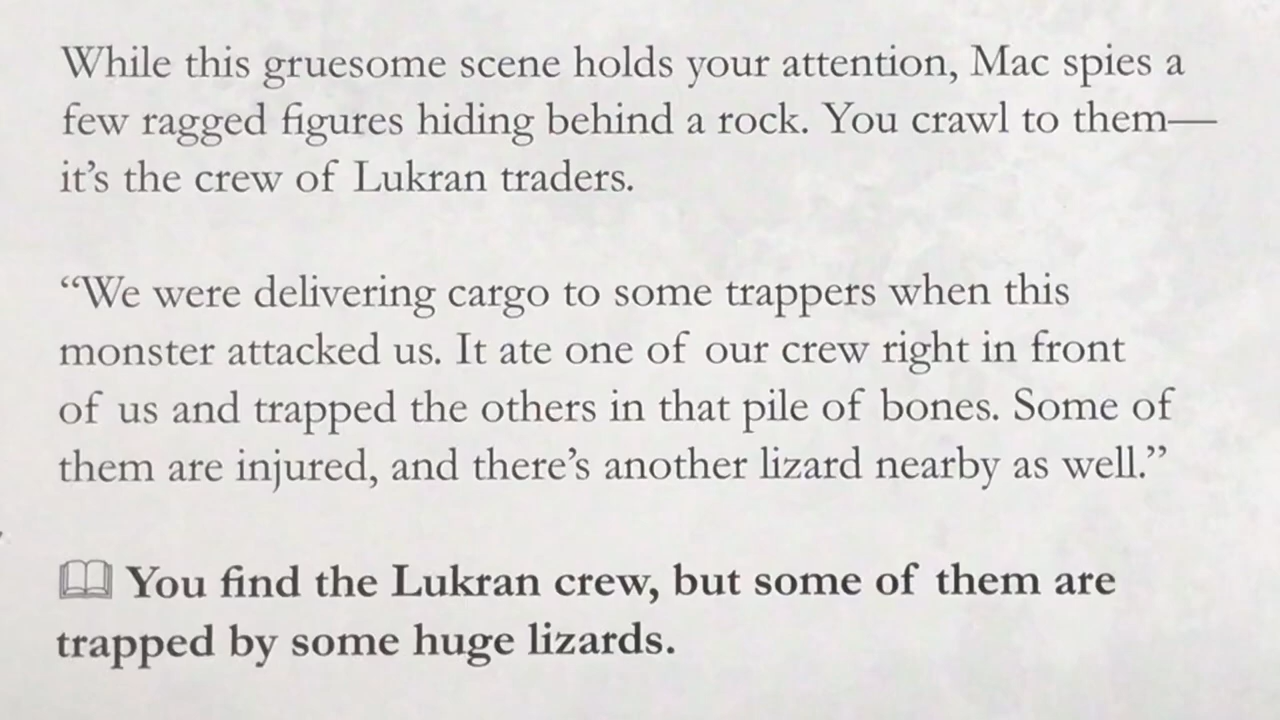 While this gruesome scene holds your attention, Mac spies a
few ragged figures hiding behind a rock. You crawl to them—
it’s the crew of Lukran traders.
“We were delivering cargo to some trappers when this
monster attacked us. It ate one of our crew right in front
of us and trapped the others in that pile of bones. Some of
them are injured, and there’s another lizard nearby as well.”
You find the Lukran crew, but some of them are
trapped by some huge lizards.